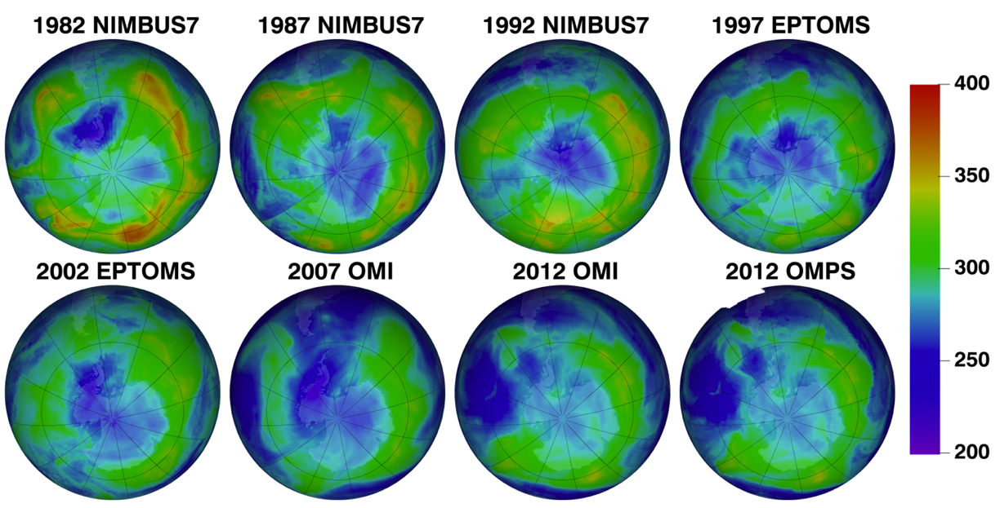 1982 NIMBUS7
1987 NIMBUS7
1992 NIMBUS7
1997 EPTOMS
400
350
300
2002 EPTOMS
2007 OMI
2012 OMI
2012 OMPS
250
200